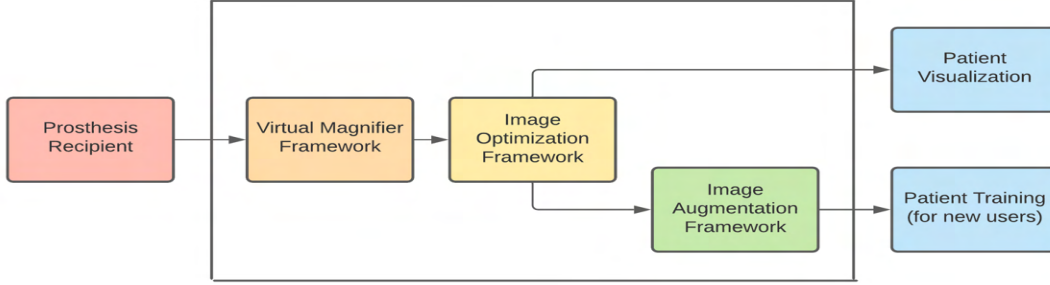 Prosthesis
Recipient
Virtual Magnifier
Framework
Image
Optimization
Framework
Image
Augmentation
Framework
Patient
Visualization
Patient Training
(for new users)